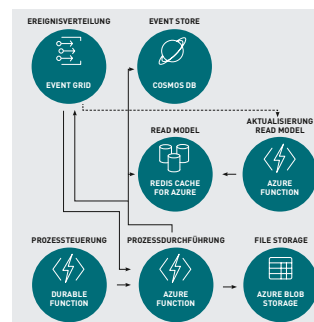 EREIGNISVERTEILUNG
EVENT GRID
EVENT STORE
COSMOS DB
READ MODEL
REDIS CACHE
FOR AZURE
AKTUALISIERUNG
READ MODEL
AZURE
FUNCTION
PROZESSTEUERUNG
DURABLE
FUNCTION
PROZESSDURCHFÜHRUNG
AZURE
FUNCTION
FILE STORAGE
AZURE BLOB
STORAGE